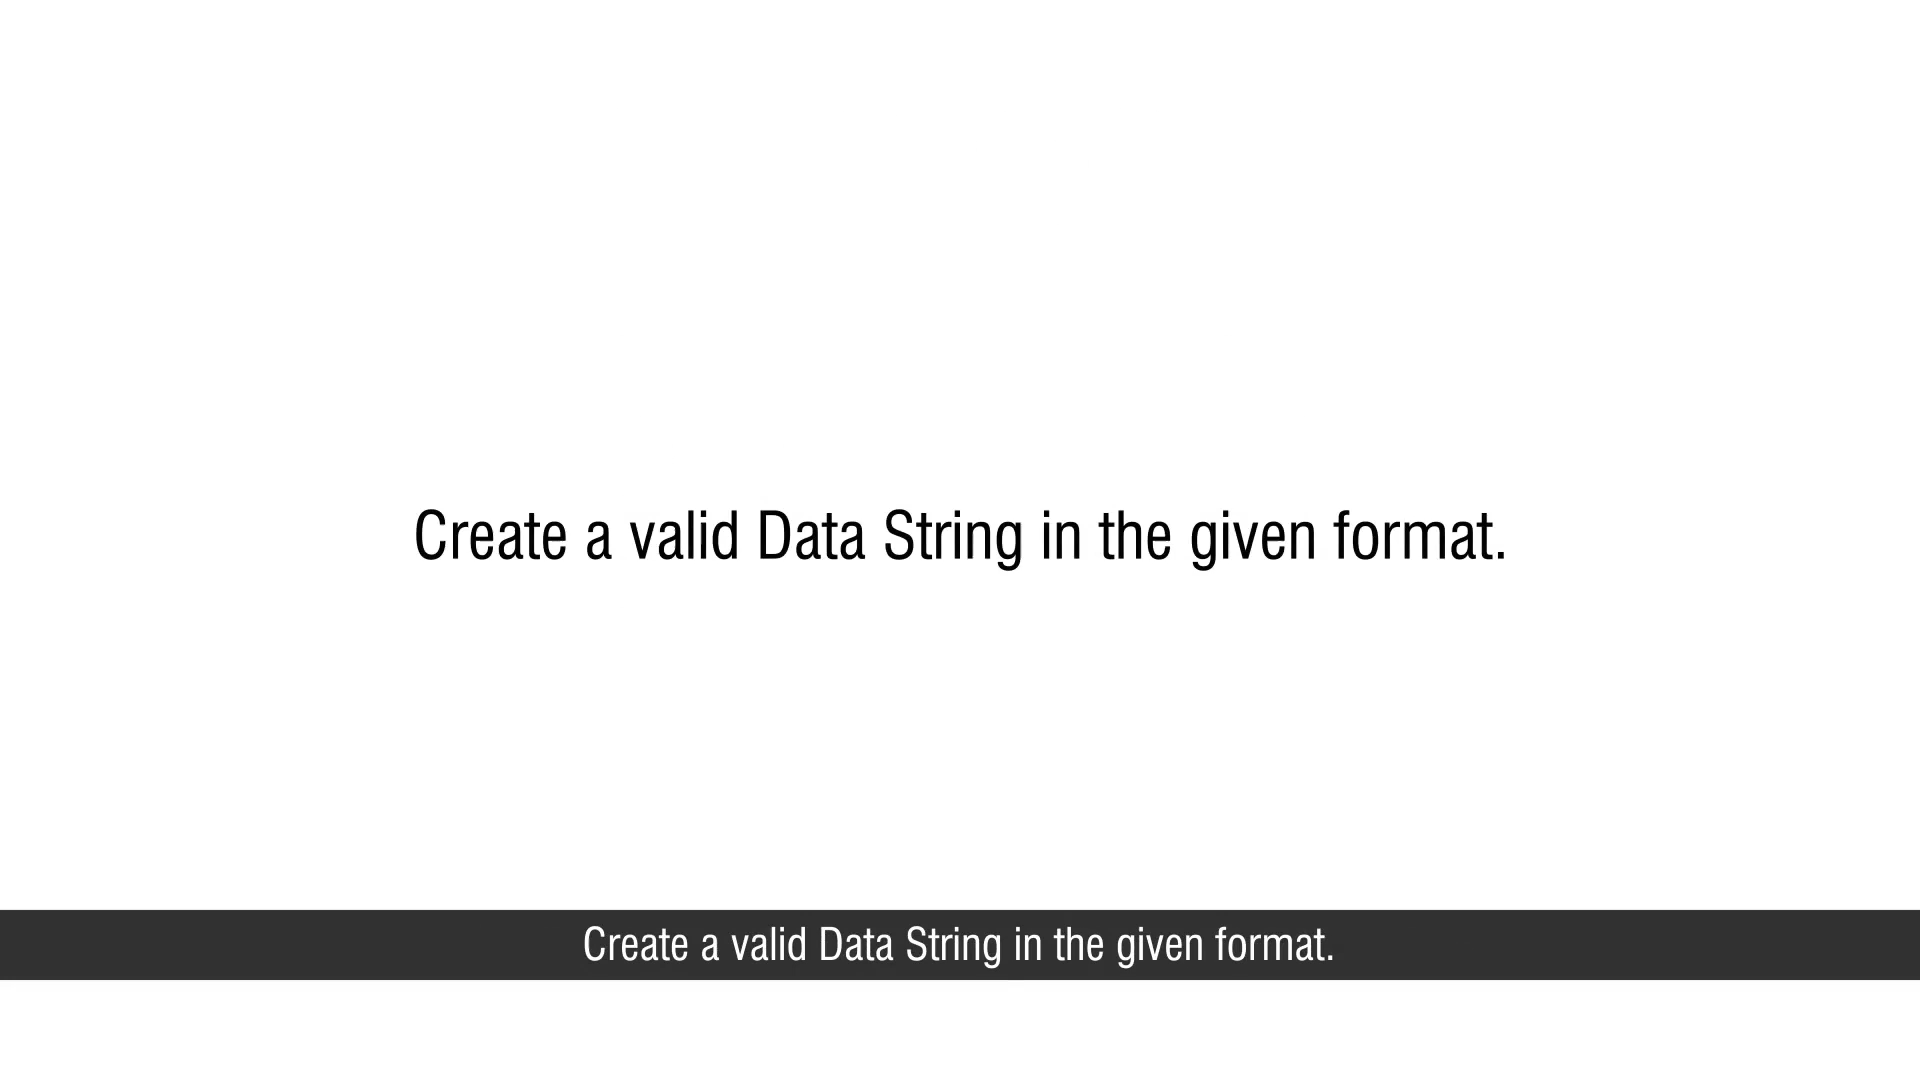 Create a valid Data String in the given format.
Create a valid Data String in the given format.